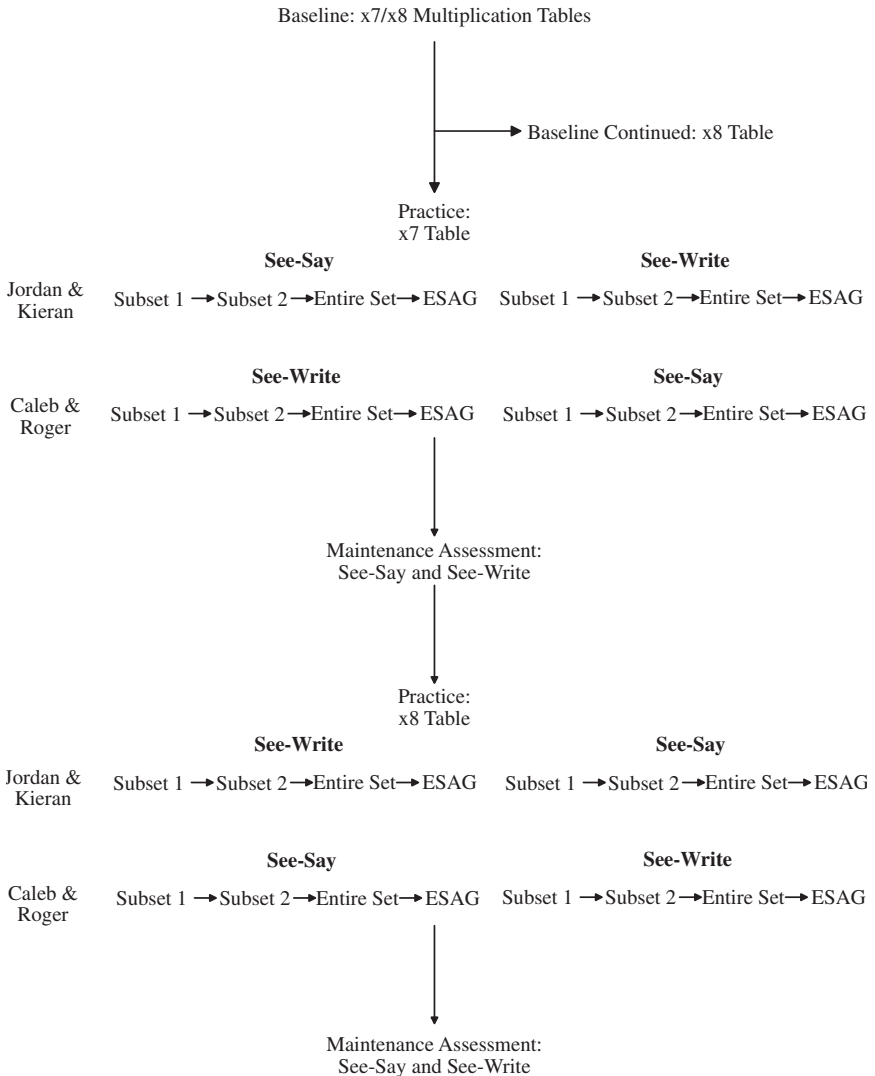 Baseline: x7/x8 Multiplication Tables
Baseline Continued: x8 Table
Practice:
x7 Table
See-Say See-Write
Jordan &
Kieran
Subset 1 Subset 2 Entire Set ESAG Subset 1 Subset 2 Entire Set ESAG
See-Write See-Say
Caleb &
Roger
Subset 1 Subset 2 Entire Set ESAG Subset 1 Subset 2 Entire Set ESAG
Maintenance Assessment:
See-Say and See-Write
Practice:
x8 Table
See-Write See-Say
Jordan &
Kieran
Subset 1 Subset 2 Entire Set ESAG Subset 1 Subset 2 Entire Set ESAG
See-Say See-Write
Caleb &
Roger
Subset 1 Subset 2 Entire Set ESAG Subset 1 Subset 2 Entire Set ESAG
Maintenance Assessment:
See-Say and See-Write